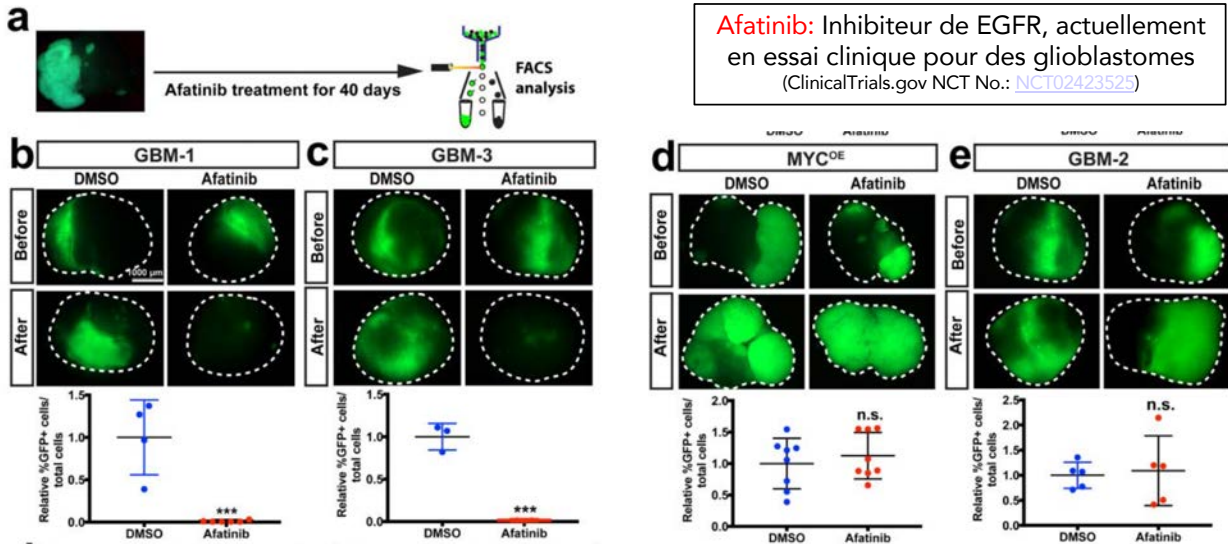 a
Afatinib treatment for 40 days
FACS
analysis
Afatinib: Inhibiteur de EGFR, actuellement
en essai clinique pour des glioblastomes
(ClinicalTrials.gov NCT No.: NCT02423525)
b
GBM-1
DMSO
Afatinib
Before
1000 µm
After
Relative %GFP+ cells/
total cells
1.5
1.0
0.5
0.0
***
DMSO
Afatinib
c
GBM-3
DMSO
Afatinib
Before
After
Relative %GFP+ cells/
total cells
1.5
1.0
0.5
0.0
***
DMSO
Afatinib
DMSO
Afatinib
d
MYCᴼᴱ
DMSO
Afatinib
Before
After
Relative %GFP+ cells/
total cells
2.0
1.5
1.0
0.5
0.0
n.s.
DMSO
Afatinib
DMSO
Afatinib
e
GBM-2
DMSO
Afatinib
Before
After
Relative %GFP+ cells/
total cells
2.5
2.0
1.5
1.0
0.5
0.0
n.s.
DMSO
Afatinib